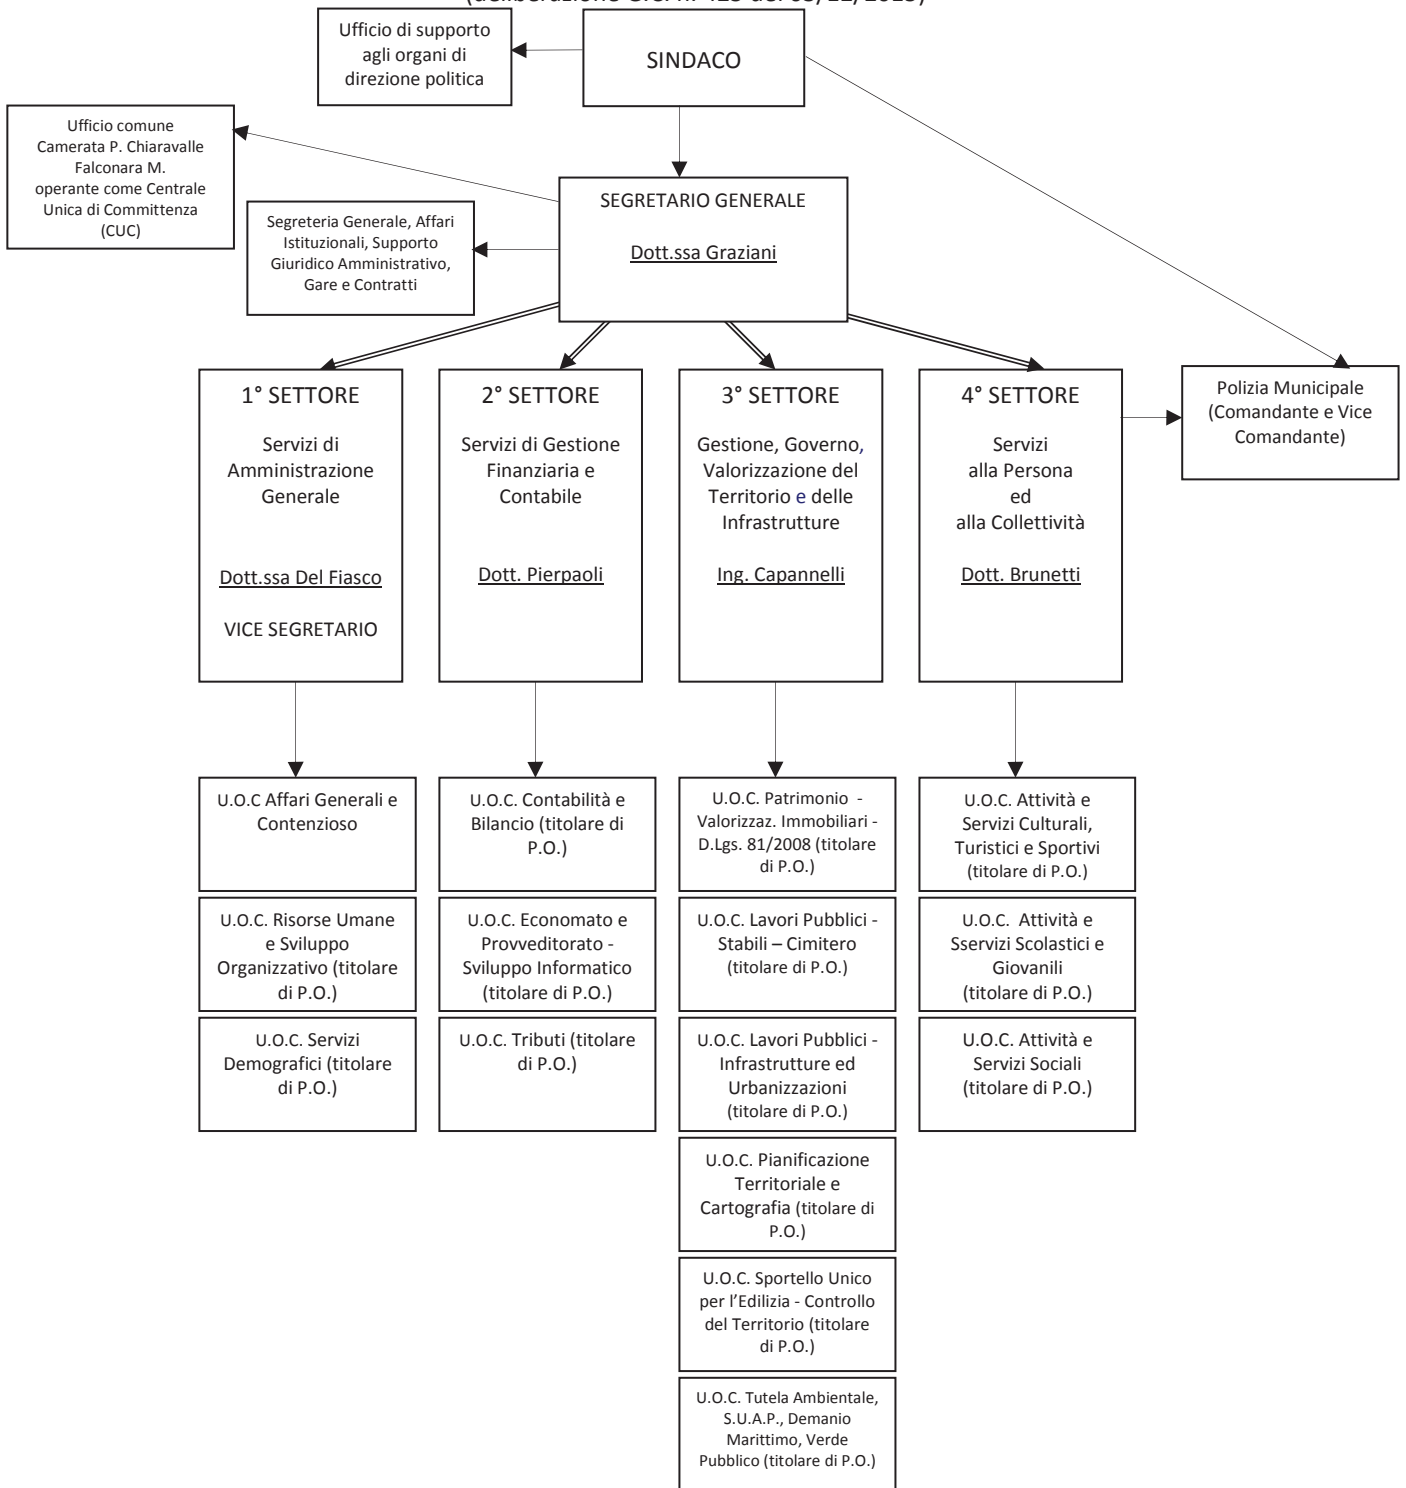 Ufficio di supporto
agli organi di
direzione politica
SINDACO
Ufficio comune
Camerata P. Chiaravalle
Falconara M.
operante come Centrale
Unica di Committenza
(CUC)
Segreteria Generale, Affari
Istituzionali, Supporto
Giuridico Amministrativo,
Gare e Contratti
SEGRETARIO GENERALE
Dott.ssa Graziani
1° SETTORE
Servizi di
Amministrazione
Generale
Dott.ssa Del Fiasco
VICE SEGRETARIO
2° SETTORE
Servizi di Gestione
Finanziaria e
Contabile
Dott. Pierpaoli
3° SETTORE
Gestione, Governo,
Valorizzazione del
Territorio e delle
Infrastrutture
Ing. Capannelli
4° SETTORE
Servizi
alla Persona
ed
alla Collettività
Dott. Brunetti
Polizia Municipale
(Comandante e Vice
Comandante)
U.O.C Affari Generali e
Contenzioso
U.O.C. Risorse Umane
e Sviluppo
Organizzativo (titolare
di P.O.)
U.O.C. Servizi
Demografici (titolare
di P.O.)
U.O.C. Contabilità e
Bilancio (titolare di
P.O.)
U.O.C. Economato e
Provveditorato -
Sviluppo Informatico
(titolare di P.O.)
U.O.C. Tributi (titolare
di P.O.)
U.O.C. Patrimonio -
Valorizzaz. Immobiliari -
D.Lgs. 81/2008 (titolare
di P.O.)
U.O.C. Lavori Pubblici -
Stabili – Cimitero
(titolare di P.O.)
U.O.C. Lavori Pubblici -
Infrastrutture ed
Urbanizzazioni
(titolare di P.O.)
U.O.C. Pianificazione
Territoriale e
Cartografia (titolare di
P.O.)
U.O.C. Sportello Unico
per l'Edilizia - Controllo
del Territorio (titolare
di P.O.)
U.O.C. Tutela Ambientale,
S.U.A.P., Demanio
Marittimo, Verde
Pubblico (titolare di P.O.)
U.O.C. Attività e
Servizi Culturali,
Turistici e Sportivi
(titolare di P.O.)
U.O.C. Attività e
Sservizi Scolastici e
Giovanili
(titolare di P.O.)
U.O.C. Attività e
Servizi Sociali
(titolare di P.O.)